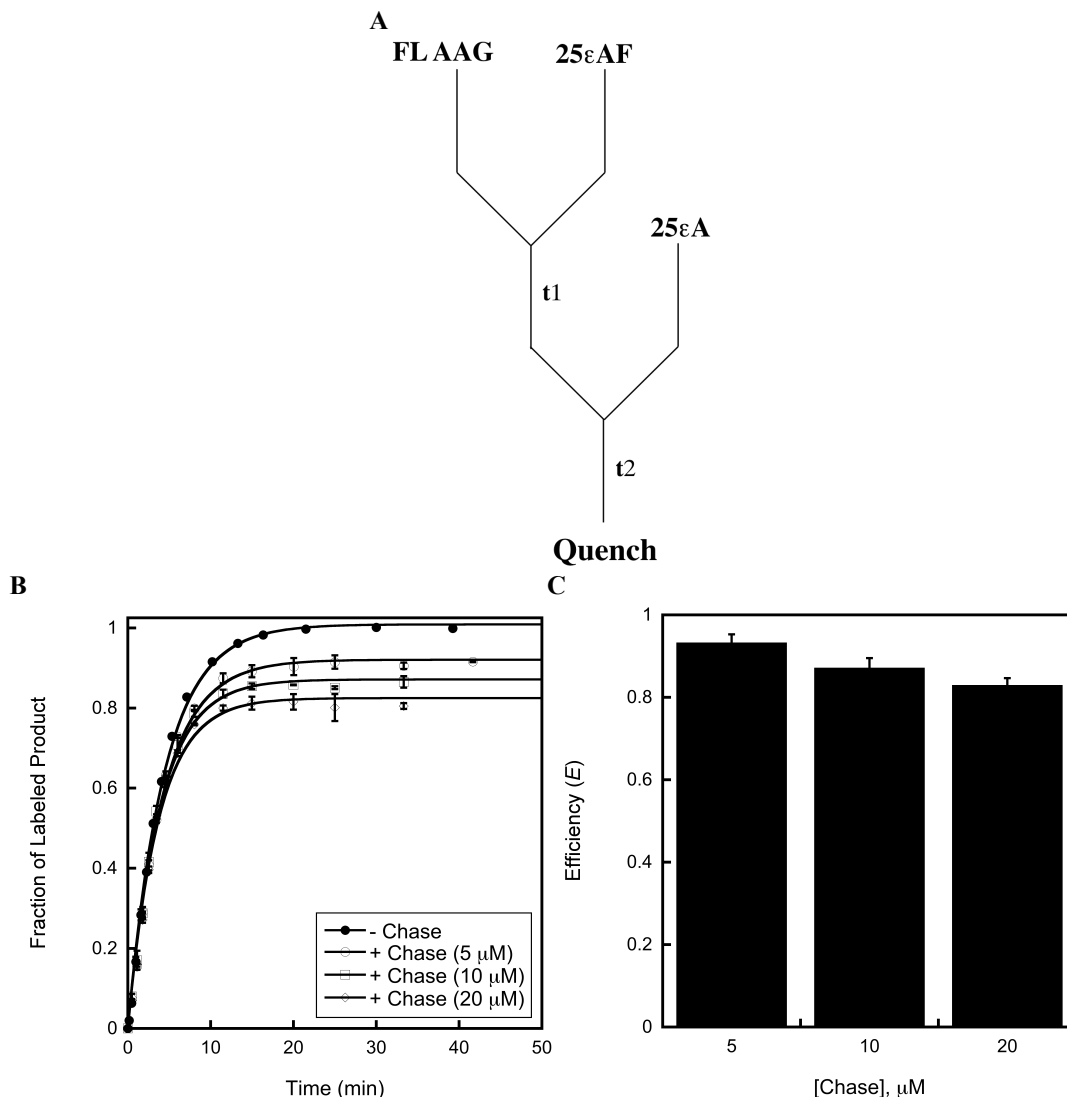 A
FL AAG 25εAF
25εA
t1
t2
Quench
B
Fraction of Labeled Product
1
0.8
0.6
0.4
0.2
0
0 10 20 30 40 50
Time (min)
- Chase
+ Chase (5 μM)
+ Chase (10 μM)
+ Chase (20 μM)
C
Efficiency (E)
1
0.8
0.6
0.4
0.2
0
5 10 20
[Chase], μM